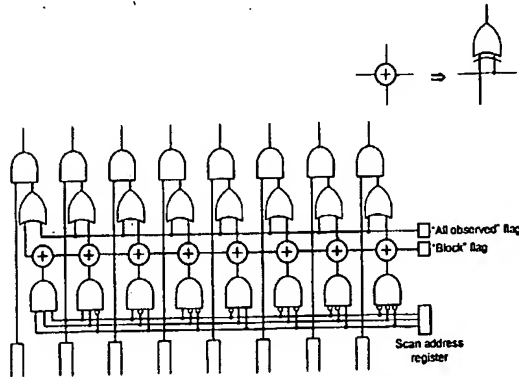 "All observed" flag
"Block" flag
Scan address
register